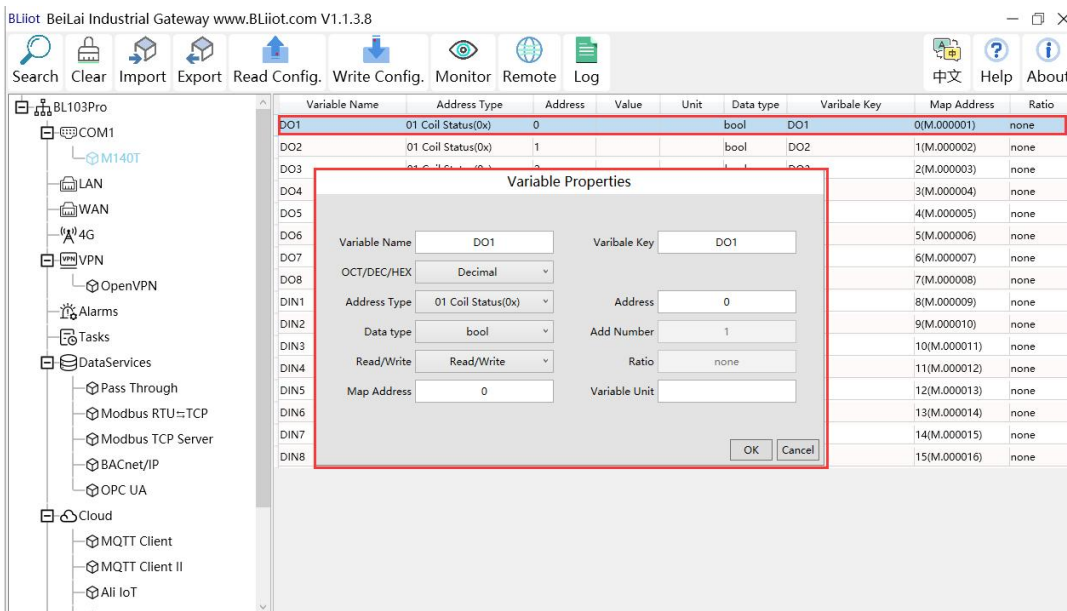 BLiiot BeiLai Industrial Gateway www.BLiiot.com V1.1.3.8
Search Clear Import Export Read Config. Write Config. Monitor Remote Log 中文 Help About
BL103Pro
COM1
M140T
LAN
WAN
4G
VPN
OpenVPN
Alarms
Tasks
DataServices
Pass Through
Modbus RTU⇆TCP
Modbus TCP Server
BACnet/IP
OPC UA
Cloud
MQTT Client
MQTT Client II
Ali IoT
Variable Name Address Type Address Value Unit Data type Varibale Key Map Address Ratio
DO1 01 Coil Status(0x) 0 bool DO1 0(M.000001) none
DO2 01 Coil Status(0x) 1 bool DO2 1(M.000002) none
DO3 2(M.000003) none
DO4 3(M.000004) none
DO5 4(M.000005) none
DO6 5(M.000006) none
DO7 6(M.000007) none
DO8 7(M.000008) none
DIN1 8(M.000009) none
DIN2 9(M.000010) none
DIN3 10(M.000011) none
DIN4 11(M.000012) none
DIN5 12(M.000013) none
DIN6 13(M.000014) none
DIN7 14(M.000015) none
DIN8 15(M.000016) none
Variable Properties
Variable Name DO1 Varibale Key DO1
OCT/DEC/HEX Decimal
Address Type 01 Coil Status(0x) Address 0
Data type bool Add Number 1
Read/Write Read/Write Ratio none
Map Address 0 Variable Unit
OK Cancel